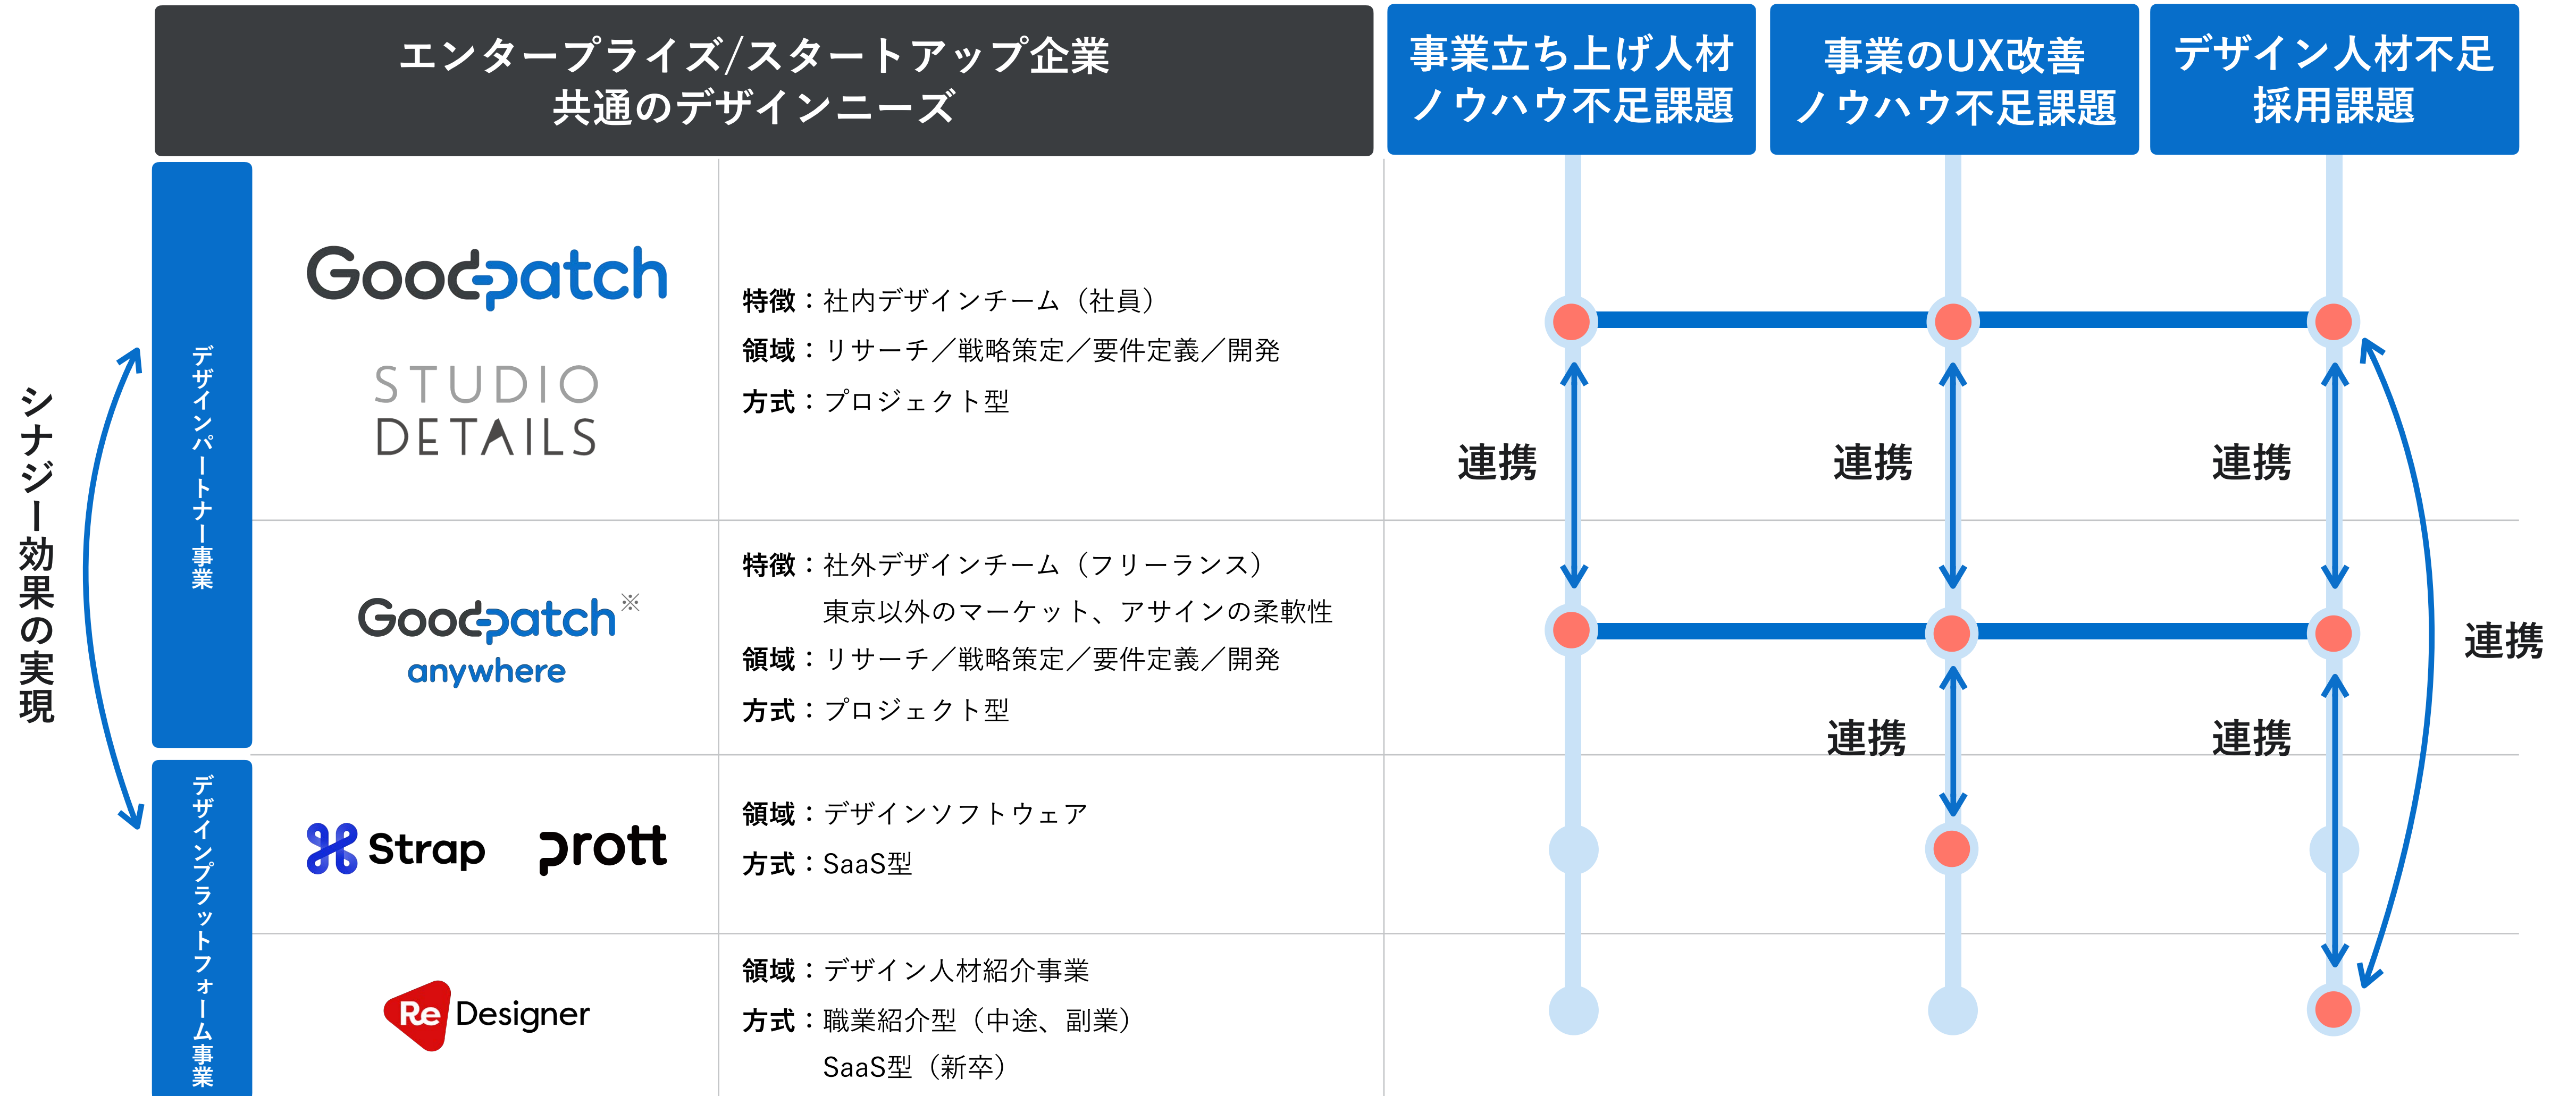 エンタープライズ/スタートアップ企業
共通のデザインニーズ
事業立ち上げ人材
ノウハウ不足課題
事業のUX改善
ノウハウ不足課題
デザイン人材不足
採用課題
シナジー効果の実現
デザインパートナー事業
Goodpatch
STUDIO
DETAILS
特徴：社内デザインチーム（社員）
領域：リサーチ／戦略策定／要件定義／開発
方式：プロジェクト型
連携
連携
連携
Goodpatch※
anywhere
特徴：社外デザインチーム（フリーランス）
東京以外のマーケット、アサインの柔軟性
領域：リサーチ／戦略策定／要件定義／開発
方式：プロジェクト型
連携
連携
連携
デザインプラットフォーム事業
Strap
prott
領域：デザインソフトウェア
方式：SaaS型
Re Designer
領域：デザイン人材紹介事業
方式：職業紹介型（中途、副業）
SaaS型（新卒）